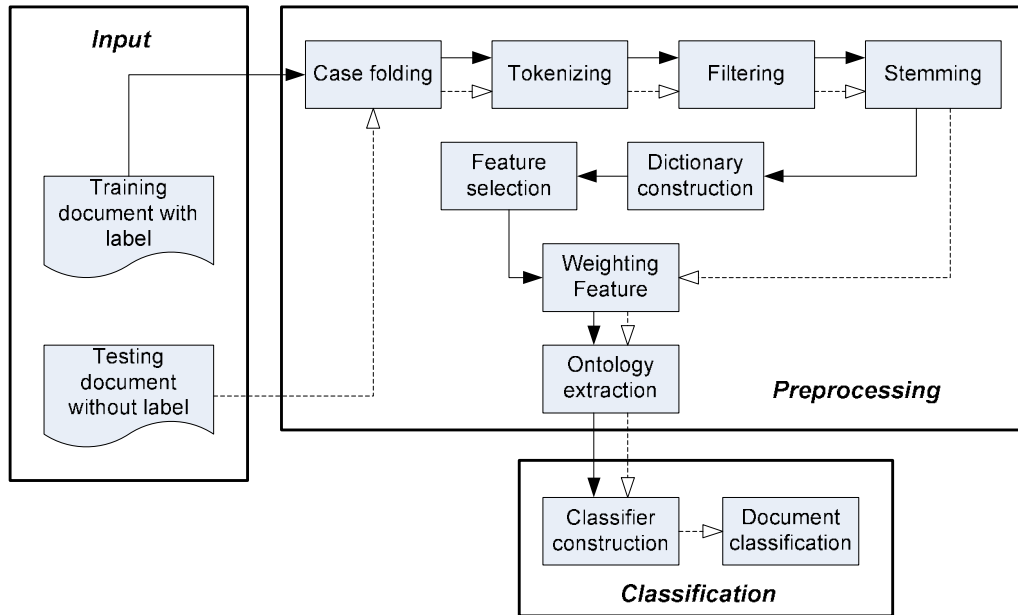 Input
Training
document with
label
Testing
document
without label
Case folding
Tokenizing
Filtering
Stemming
Feature
selection
Dictionary
construction
Weighting
Feature
Ontology
extraction
Preprocessing
Classifier
construction
Document
classification
Classification